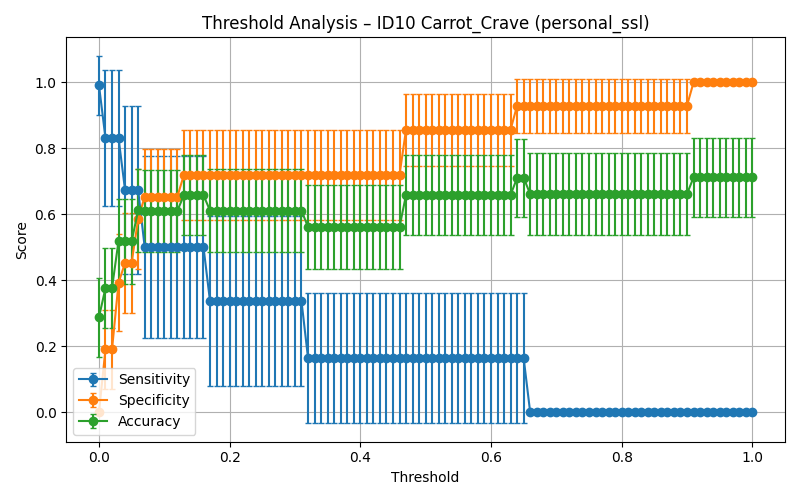 Threshold Analysis – ID10 Carrot_Crave (personal_ssl)
Score
1.0
0.8
0.6
0.4
0.2
0.0
Sensitivity
Specificity
Accuracy
0.0 0.2 0.4 0.6 0.8 1.0
Threshold